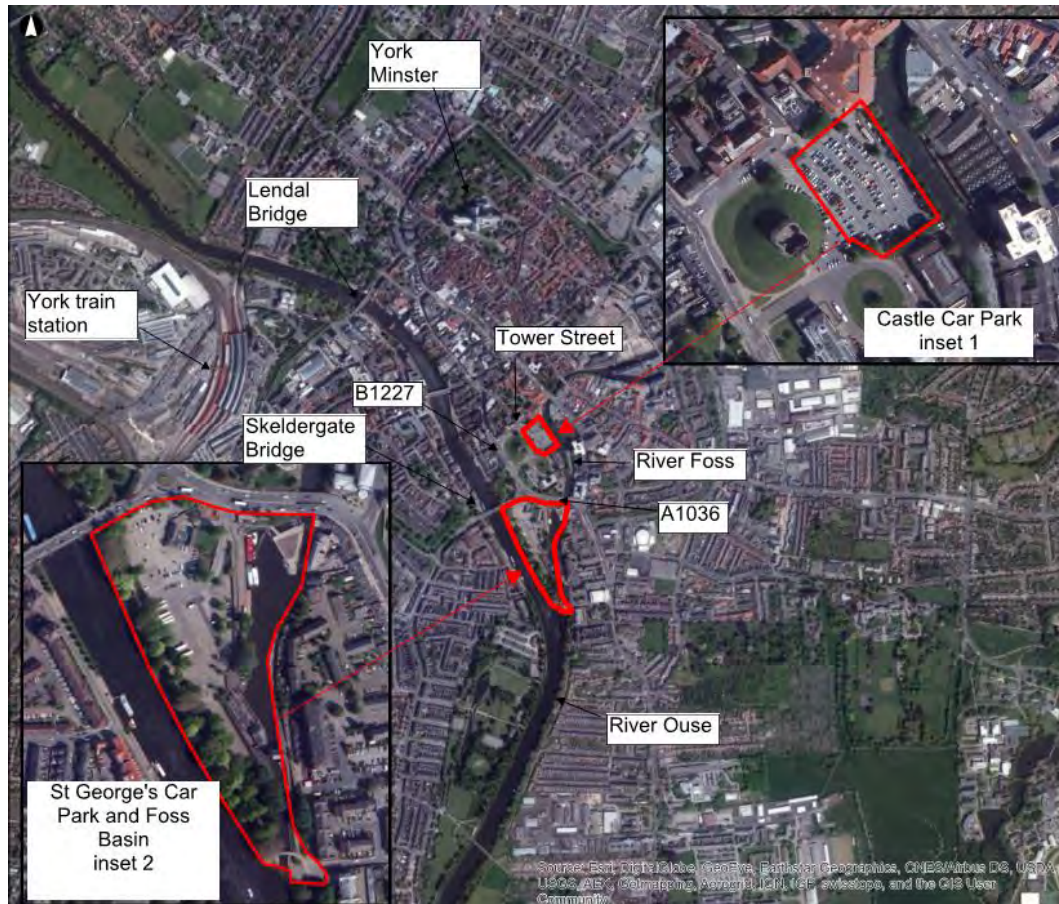 York
Minster
Lendal
Bridge
York train
station
Tower Street
B1227
Skeldergate
Bridge
River Foss
A1036
River Ouse
Castle Car Park
inset 1
St George's Car
Park and Foss
Basin
inset 2
Source: Esri, DigitalGlobe, GeoEye, Earthstar Geographics, CNES/Airbus DS, USDA,
USGS, AEX, Getmapping, Aerogrid, IGN, IGP, swisstopo, and the GIS User
Community